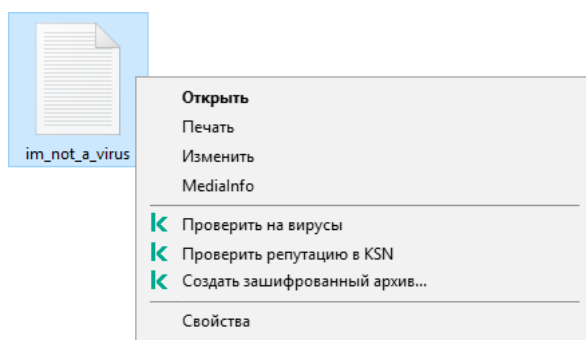 im_not_a_virus
Открыть
Печать
Изменить
MediaInfo
Проверить на вирусы
Проверить репутацию в KSN
Создать зашифрованный архив...
Свойства